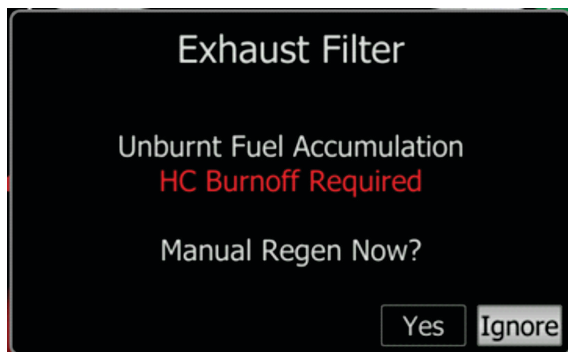 Exhaust Filter
Unburnt Fuel Accumulation
HC Burnoff Required
Manual Regen Now?
Yes Ignore